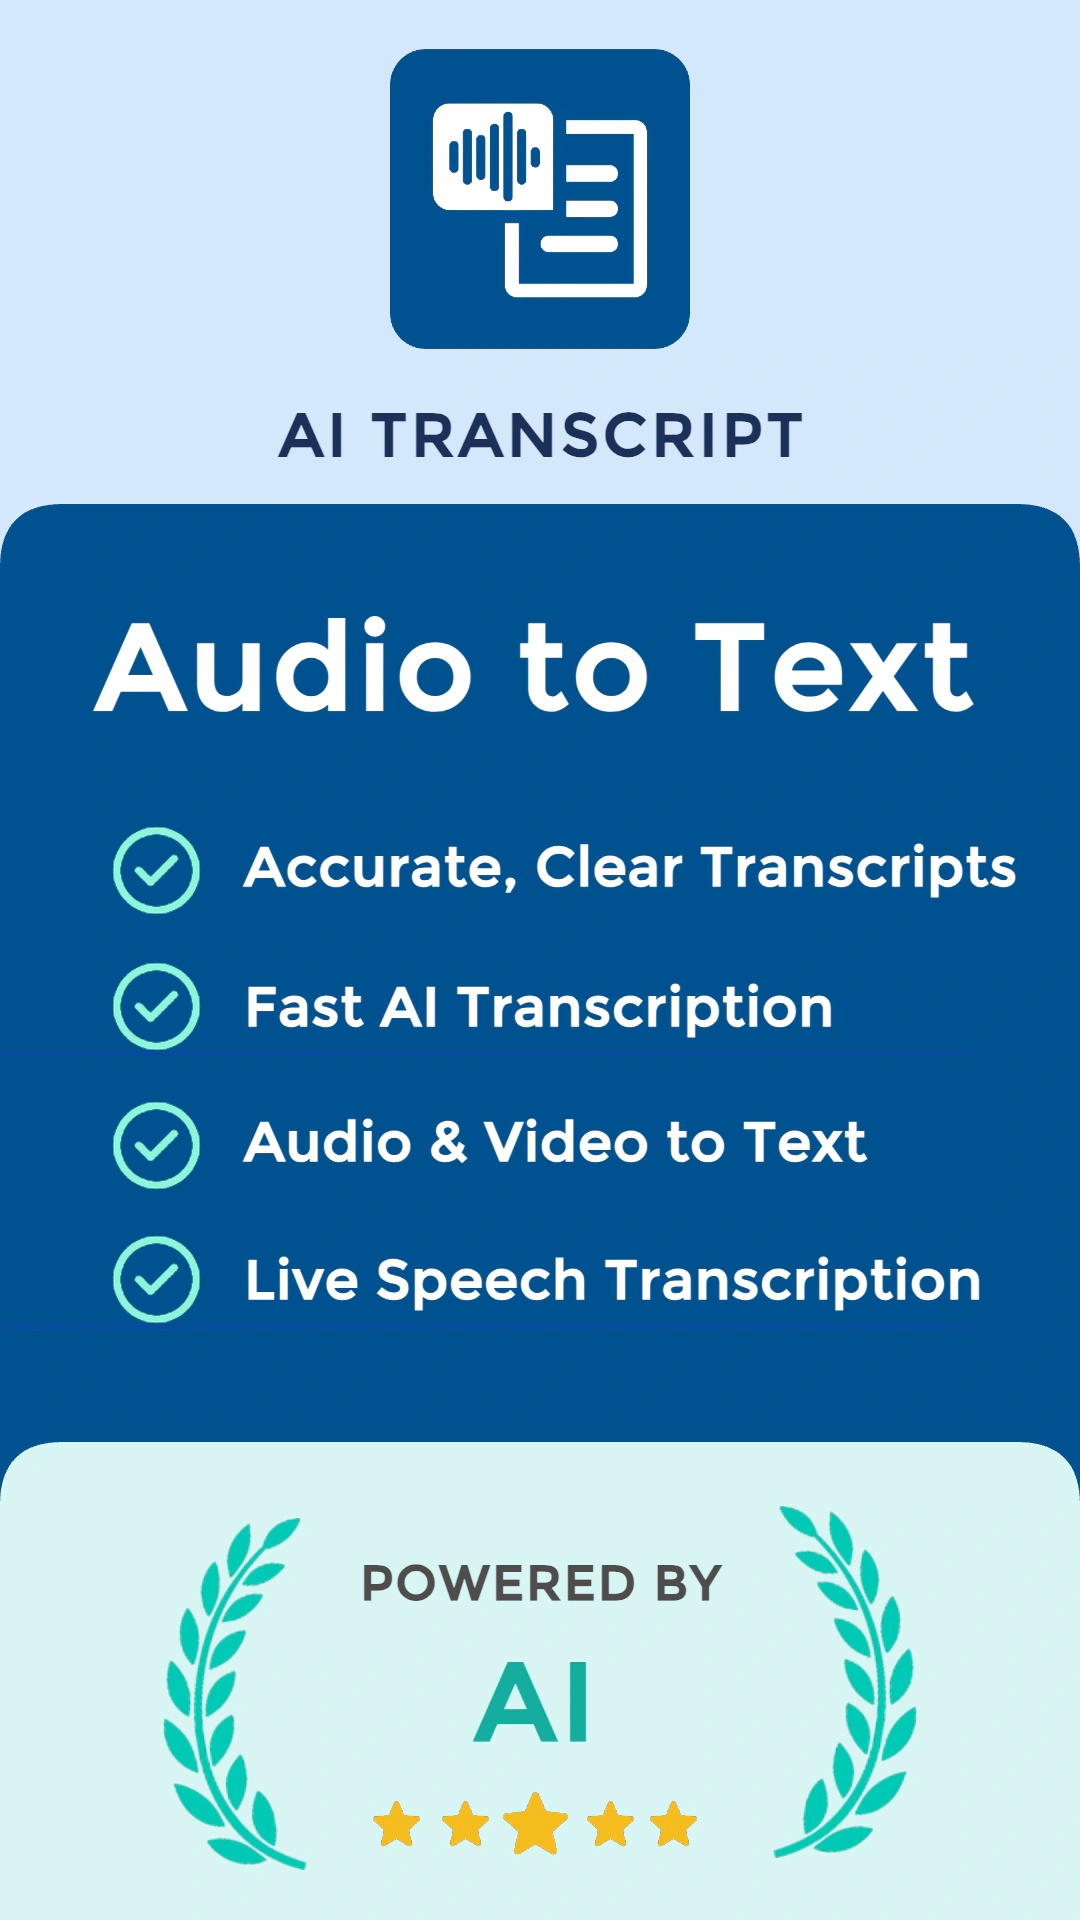 AI TRANSCRIPT
Audio to Text
Accurate, Clear Transcripts
Fast AI Transcription
Audio & Video to Text
Live Speech Transcription
POWERED BY
AI